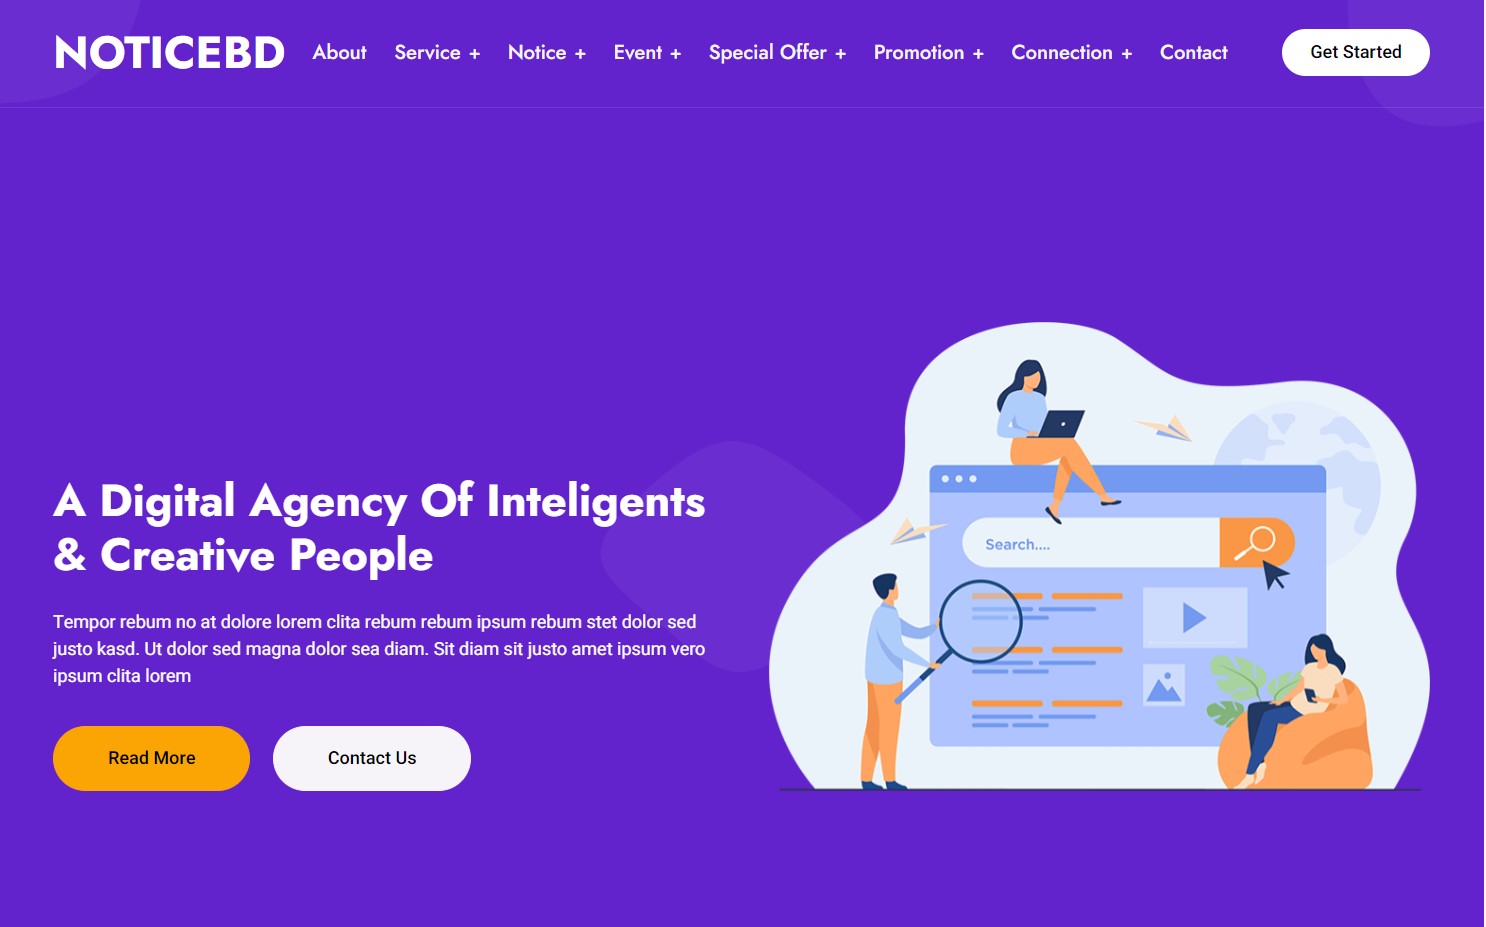 NOTICEBD About Service + Notice + Event + Special Offer + Promotion + Connection + Contact Get Started
A Digital Agency Of Inteligents
& Creative People
Tempor rebum no at dolore lorem clita rebum rebum ipsum rebum stet dolor sed
justo kasd. Ut dolor sed magna dolor sea diam. Sit diam sit justo amet ipsum vero
ipsum clita lorem
Read More Contact Us
Search....